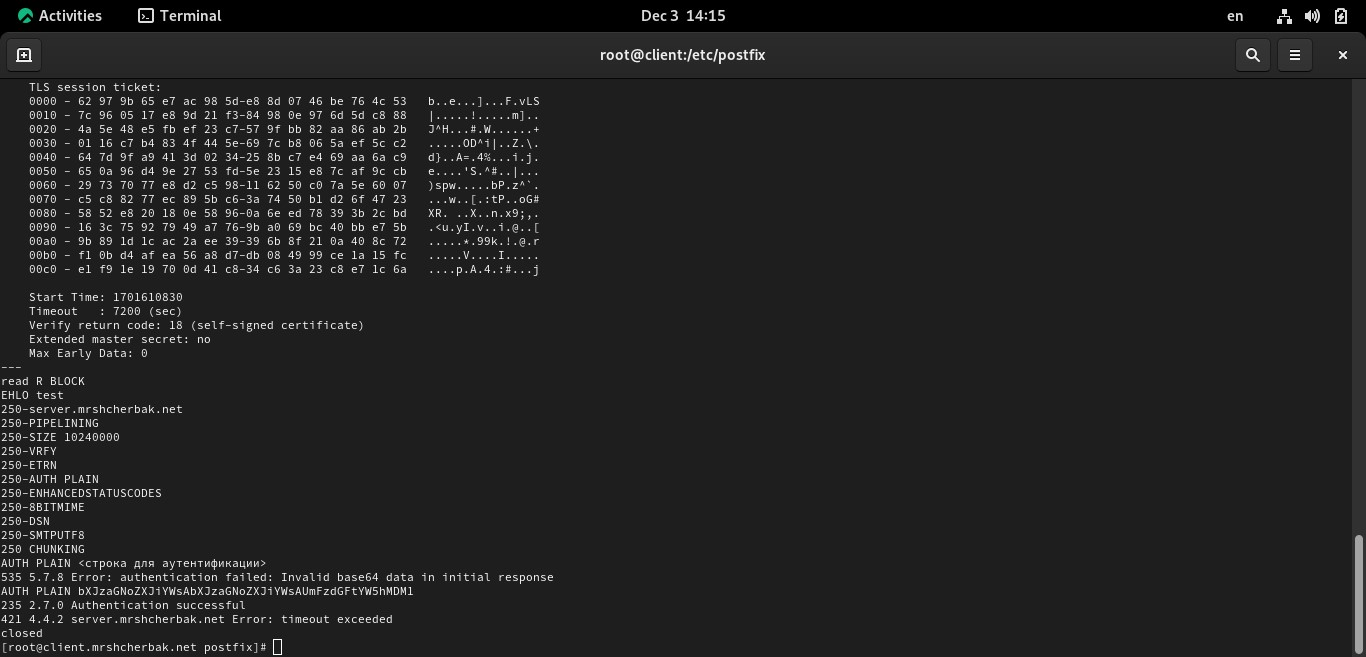 Activities Terminal Dec 3 14:15 en
root@client:/etc/postfix
TLS session ticket:
0000 - 62 97 9b 65 e7 ac 98 5d-e8 8d 07 46 be 76 4c 53 b..e...]...F.vLS
0010 - 7c 96 05 17 e8 9d 21 f3-84 98 0e 97 6d 5d c8 88 |.....!.....m]..
0020 - 4a 5e 48 e5 fb ef 23 c7-57 9f bb 82 aa 86 ab 2b J^H...#.W......+
0030 - 01 16 c7 b4 83 4f 44 5e-69 7c b8 06 5a ef 5c c2 .....OD^i|..Z.\.
0040 - 64 7d 9f a9 41 3d 02 34-25 8b c7 e4 69 aa 6a c9 d}..A=.4%...i.j.
0050 - 65 0a 96 d4 9e 27 53 fd-5e 23 15 e8 7c af 9c cb e....'S.^#..|...
0060 - 29 73 70 77 e8 d2 c5 98-11 62 50 c0 7a 5e 60 07 )spw.....bP.z^`.
0070 - c5 c8 82 77 ec 89 5b c6-3a 74 50 b1 d2 6f 47 23 ...w..[.:tP..oG#
0080 - 58 52 e8 20 18 0e 58 96-0a 6e ed 78 39 3b 2c bd XR. ..X..n.x9;,.
0090 - 16 3c 75 92 79 49 a7 76-9b a0 69 bc 40 bb e7 5b .<u.yI.v..i.@..[
00a0 - 9b 89 1d 1c ac 2a ee 39-39 6b 8f 21 0a 40 8c 72 .....*.99k.!.@.r
00b0 - f1 0b d4 af ea 56 a8 d7-db 08 49 99 ce 1a 15 fc .....V....I.....
00c0 - e1 f9 1e 19 70 0d 41 c8-34 c6 3a 23 c8 e7 1c 6a ....p.A.4.:#...j
Start Time: 1701610830
Timeout : 7200 (sec)
Verify return code: 18 (self-signed certificate)
Extended master secret: no
Max Early Data: 0
---
read R BLOCK
EHLO test
250-server.mrshcherbak.net
250-PIPELINING
250-SIZE 10240000
250-VRFY
250-ETRN
250-AUTH PLAIN
250-ENHANCEDSTATUSCODES
250-8BITMIME
250-DSN
250-SMTPUTF8
250 CHUNKING
AUTH PLAIN <строка для аутентификации>
535 5.7.8 Error: authentication failed: Invalid base64 data in initial response
AUTH PLAIN bXJzaGNoZXJiYWsAbXJzaGNoZXJiYWsAUmFzdGFtYW5hMDM1
235 2.7.0 Authentication successful
421 4.4.2 server.mrshcherbak.net Error: timeout exceeded
closed
[root@client.mrshcherbak.net postfix]#